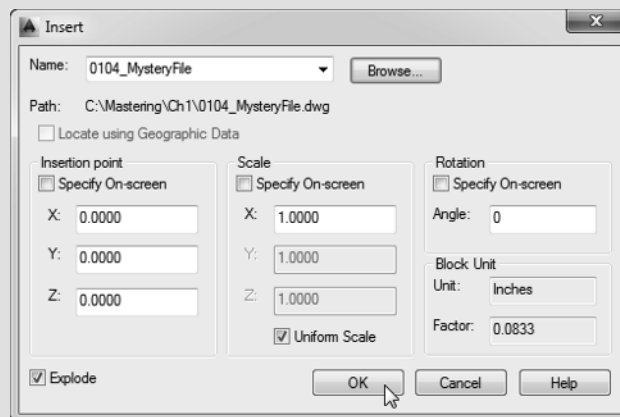 Insert
Name: 0104_MysteryFile Browse...
Path: C:\Mastering\Ch1\0104_MysteryFile.dwg
Locate using Geographic Data
Insertion point
Specify On-screen
X: 0.0000
Y: 0.0000
Z: 0.0000
Scale
Specify On-screen
X: 1.0000
Y: 1.0000
Z: 1.0000
Uniform Scale
Rotation
Specify On-screen
Angle: 0
Block Unit
Unit: Inches
Factor: 0.0833
Explode
OK Cancel Help